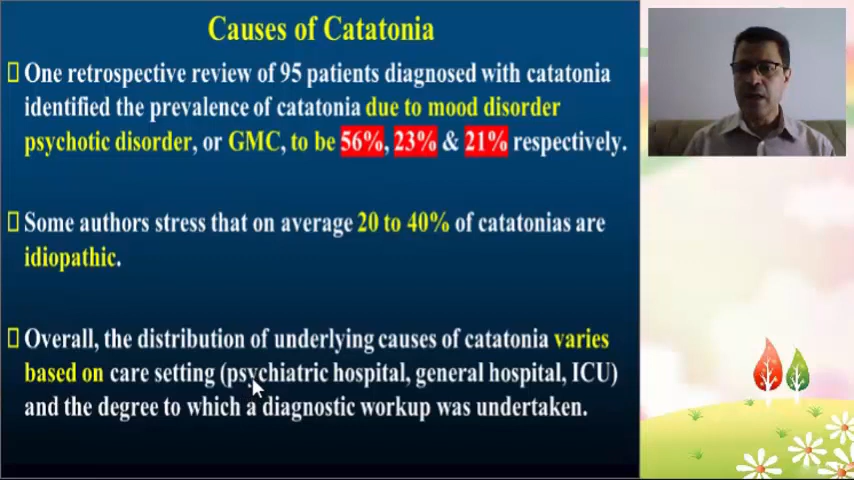 Causes of Catatonia
One retrospective review of 95 patients diagnosed with catatonia
identified the prevalence of catatonia due to mood disorder
psychotic disorder, or GMC, to be 56%, 23% & 21% respectively.
Some authors stress that on average 20 to 40% of catatonias are
idiopathic.
Overall, the distribution of underlying causes of catatonia varies
based on care setting (psychiatric hospital, general hospital, ICU)
and the degree to which a diagnostic workup was undertaken.